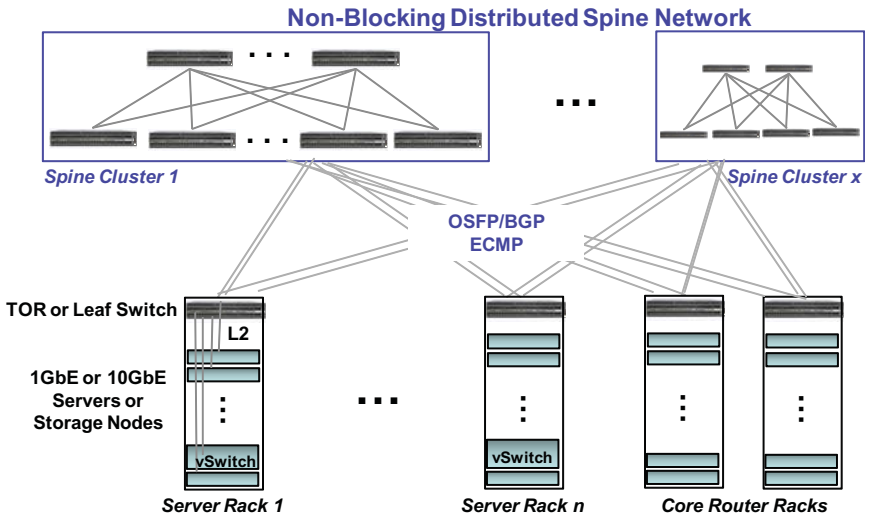 Non-Blocking Distributed Spine Network
Spine Cluster 1
Spine Cluster x
OSFP/BGP
ECMP
TOR or Leaf Switch
L2
1GbE or 10GbE
Servers or
Storage Nodes
vSwitch
vSwitch
Server Rack 1
Server Rack n
Core Router Racks